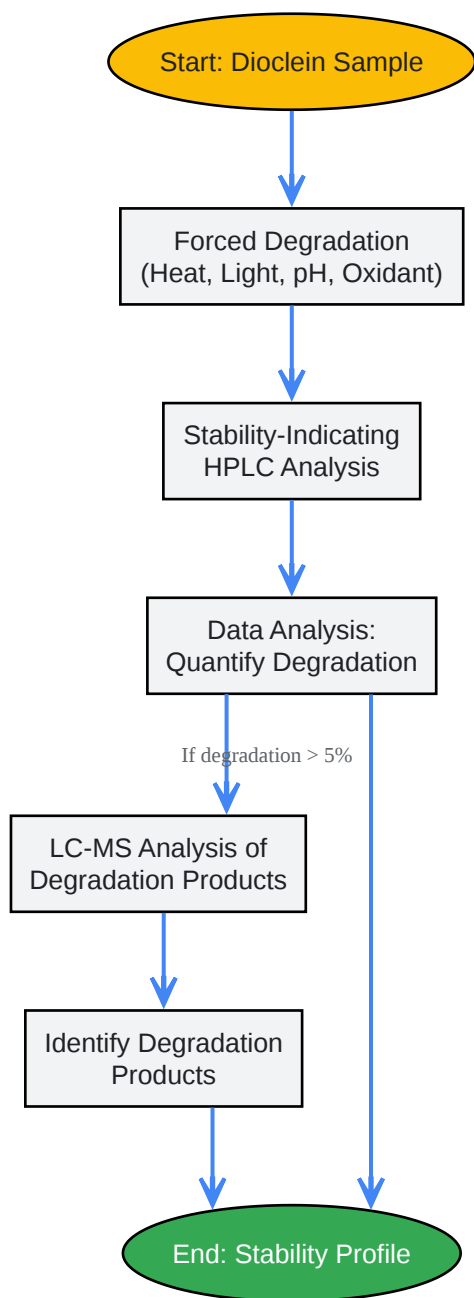 Start: Dioclein Sample
Forced Degradation
(Heat, Light, pH, Oxidant)
Stability-Indicating
HPLC Analysis
Data Analysis:
Quantify Degradation
If degradation > 5%
LC-MS Analysis of
Degradation Products
Identify Degradation
Products
End: Stability Profile